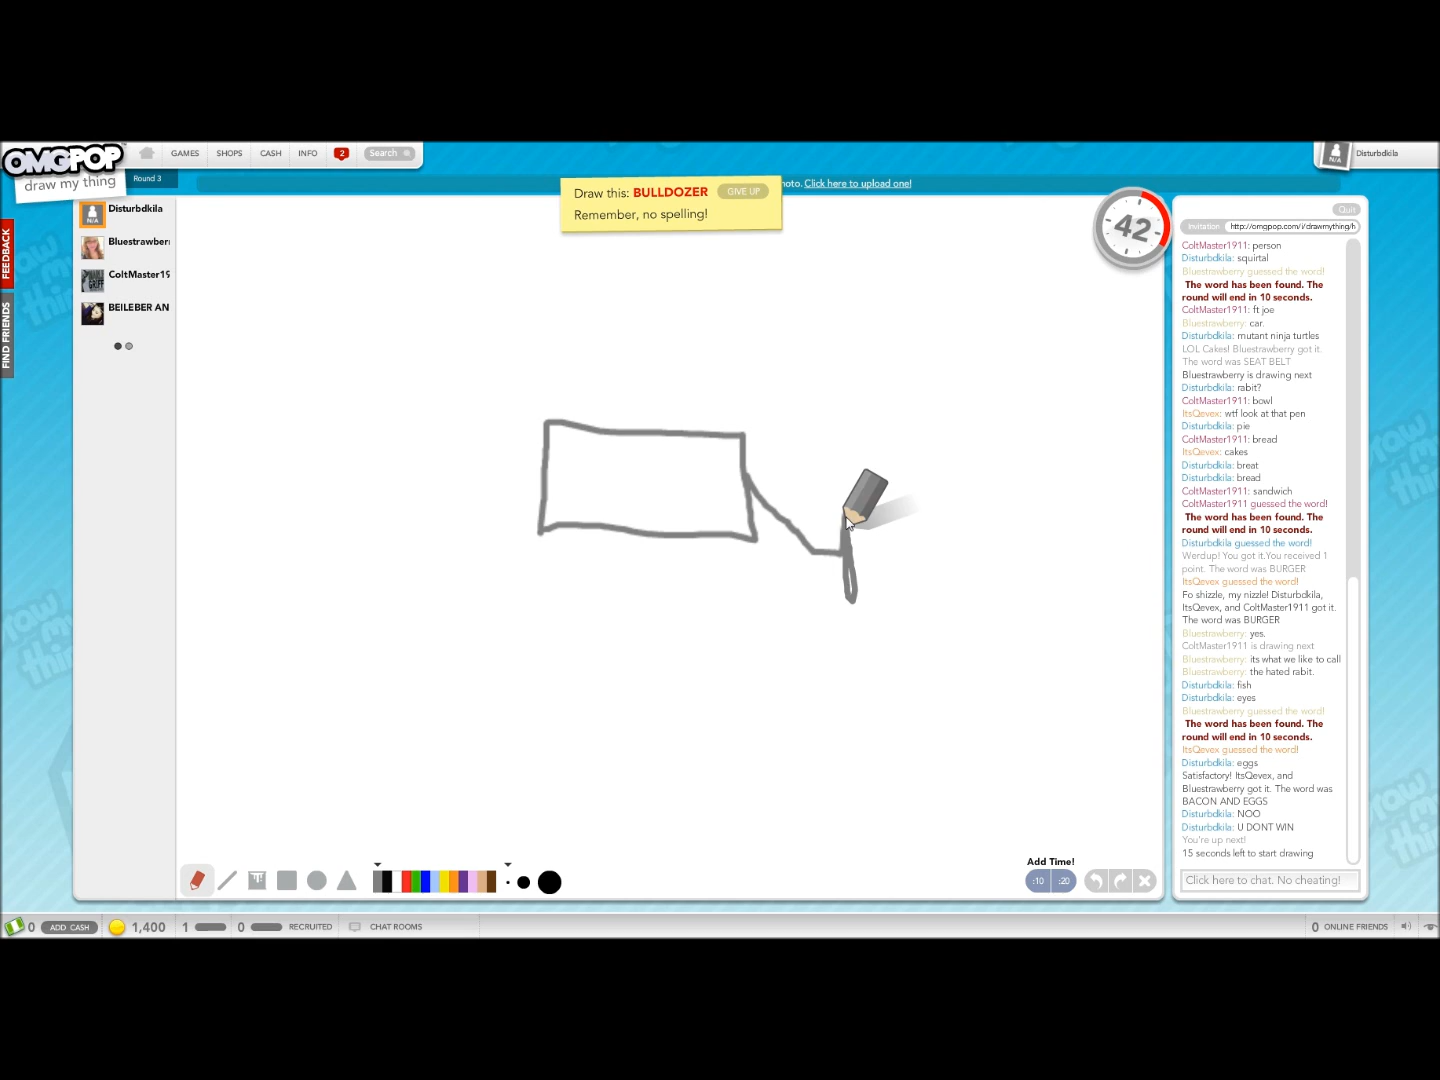 OMGPOP
draw my thing
GAMES SHOPS CASH INFO 2 Search
Disturbdkila
Round 3
Click here to upload one!
Draw this: BULLDOZER GIVE UP
Remember, no spelling!
42
FEEDBACK
FIND FRIENDS
N/A
Disturbdkila
Bluestrawberr
ColtMaster19
BEILEBER AN
Quit
Invitation http://omgpop.com/i/drawmything/h
ColtMaster1911: person
Disturbdkila: squirtal
Bluestrawberry guessed the word!
The word has been found. The
round will end in 10 seconds.
ColtMaster1911: ft joe
Bluestrawberry: car.
Disturbdkila: mutant ninja turtles
LOL Cakes! Bluestrawberry got it.
The word was SEAT BELT
Bluestrawberry is drawing next
Disturbdkila: rabit?
ColtMaster1911: bowl
ItsQevex: wtf look at that pen
Disturbdkila: pie
ColtMaster1911: bread
ItsQevex: cakes
Disturbdkila: breat
Disturbdkila: bread
ColtMaster1911: sandwich
ColtMaster1911 guessed the word!
The word has been found. The
round will end in 10 seconds.
Disturbdkila guessed the word!
Werdup! You got it.You received 1
point. The word was BURGER
ItsQevex guessed the word!
Fo shizzle, my nizzle! Disturbdkila,
ItsQevex, and ColtMaster1911 got it.
The word was BURGER
Bluestrawberry: yes.
ColtMaster1911 is drawing next
Bluestrawberry: its what we like to call
Bluestrawberry: the hated rabit.
Disturbdkila: fish
Disturbdkila: eyes
Bluestrawberry guessed the word!
The word has been found. The
round will end in 10 seconds.
ItsQevex guessed the word!
Disturbdkila: eggs
Satisfactory! ItsQevex, and
Bluestrawberry got it. The word was
BACON AND EGGS
Disturbdkila: NOO
Disturbdkila: U DONT WIN
You're up next!
15 seconds left to start drawing
Click here to chat. No cheating!
Add Time!
:10 :20
0 ADD CASH 1,400 1 0 RECRUITED CHAT ROOMS
0 ONLINE FRIENDS